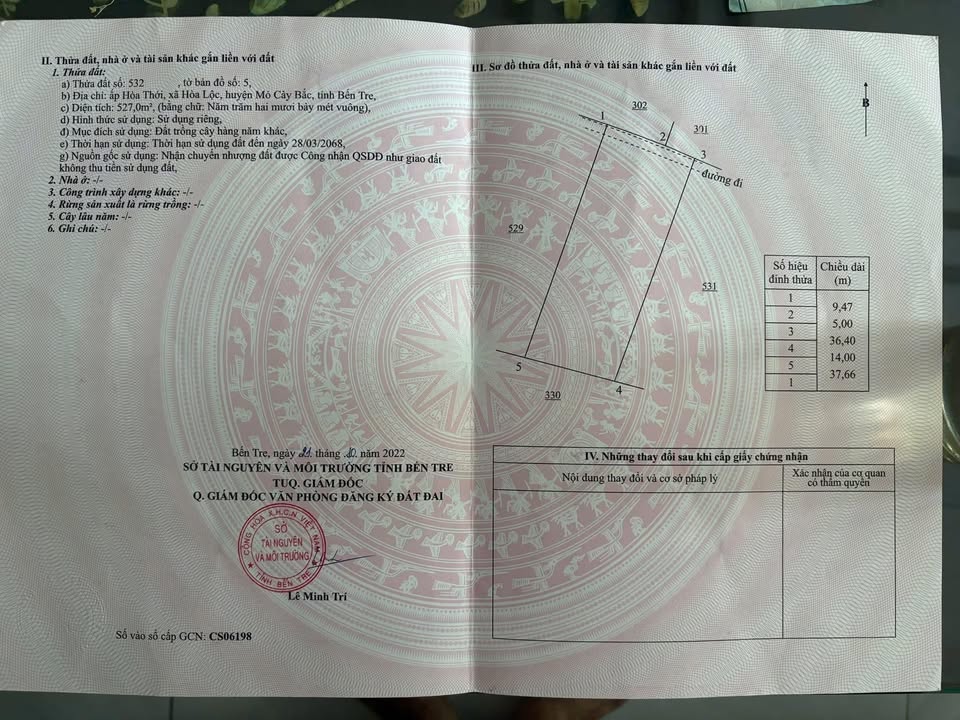 II. Thửa đất, nhà ở và tài sản khác gắn liền với đất
1. Thửa đất:
a) Thửa đất số: 532 , tờ bản đồ số: 5,
b) Địa chỉ: ấp Hòa Thới, xã Hòa Lộc, huyện Mỏ Cày Bắc, tỉnh Bến Tre,
c) Diện tích: 527,0m², (bằng chữ: Năm trăm hai mươi bảy mét vuông),
d) Hình thức sử dụng: Sử dụng riêng,
đ) Mục đích sử dụng: Đất trồng cây hàng năm khác,
e) Thời hạn sử dụng: Thời hạn sử dụng đất đến ngày 28/03/2068,
g) Nguồn gốc sử dụng: Nhận chuyển nhượng đất được Công nhận QSDĐ như giao đất
không thu tiền sử dụng đất,
2. Nhà ở: -/-
3. Công trình xây dựng khác: -/-
4. Rừng sản xuất là rừng trồng: -/-
5. Cây lâu năm: -/-
6. Ghi chú: -/-
Bến Tre, ngày 21 tháng 10 năm 2022
SỞ TÀI NGUYÊN VÀ MÔI TRƯỜNG TỈNH BẾN TRE
TUQ. GIÁM ĐỐC
Q. GIÁM ĐỐC VĂN PHÒNG ĐĂNG KÝ ĐẤT ĐAI
CỘNG HÒA X.H.C.N VIỆT NAM
SỞ
TÀI NGUYÊN
VÀ MÔI TRƯỜNG
TỈNH BẾN TRE
Lê Minh Trí
Số vào sổ cấp GCN: CS06198
III. Sơ đồ thửa đất, nhà ở và tài sản khác gắn liền với đất
B
302
1
2
301
3
đường đi
529
531
5
4
330
Số hiệu đỉnh thửa Chiều dài (m)
1
9,47
2
5,00
3
36,40
4
14,00
5
37,66
1
IV. Những thay đổi sau khi cấp giấy chứng nhận
Nội dung thay đổi và cơ sở pháp lý
Xác nhận của cơ quan
có thẩm quyền